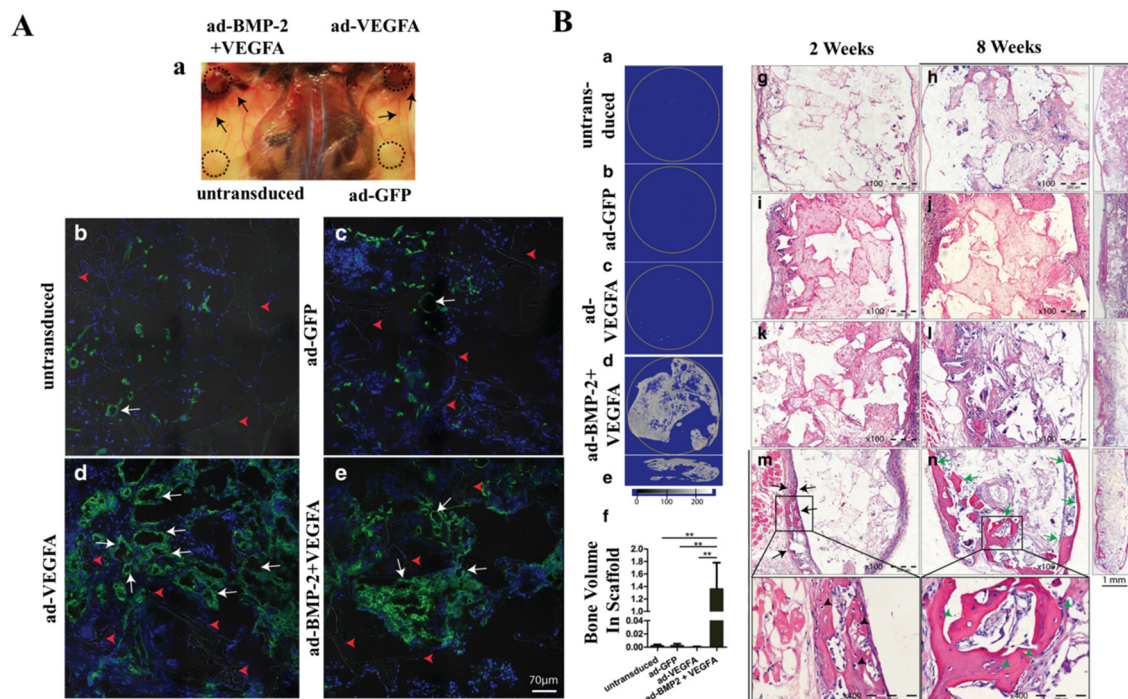 A
ad-BMP-2
+VEGFA
ad-VEGFA
a
untransduced
ad-GFP
b
untransduced
c
ad-GFP
d
ad-VEGFA
e
ad-BMP-2+VEGFA
70μm
B
2 Weeks
8 Weeks
a
untrans-
duced
b
ad-GFP
c
ad-
VEGFA
d
ad-BMP-2+
VEGFA
e
0 100 200
f
**
**
**
Bone Volume
In Scaffold
2.0
1.8
1.6
1.4
1.2
1.0
0.04
0.02
0.00
untransduced
ad-GFP
ad-VEGFA
ad-BMP2 + VEGFA
g
x100
h
x100
i
x100
j
x100
k
x100
l
x100
m
x100
n
x100
1 mm
x400
x400